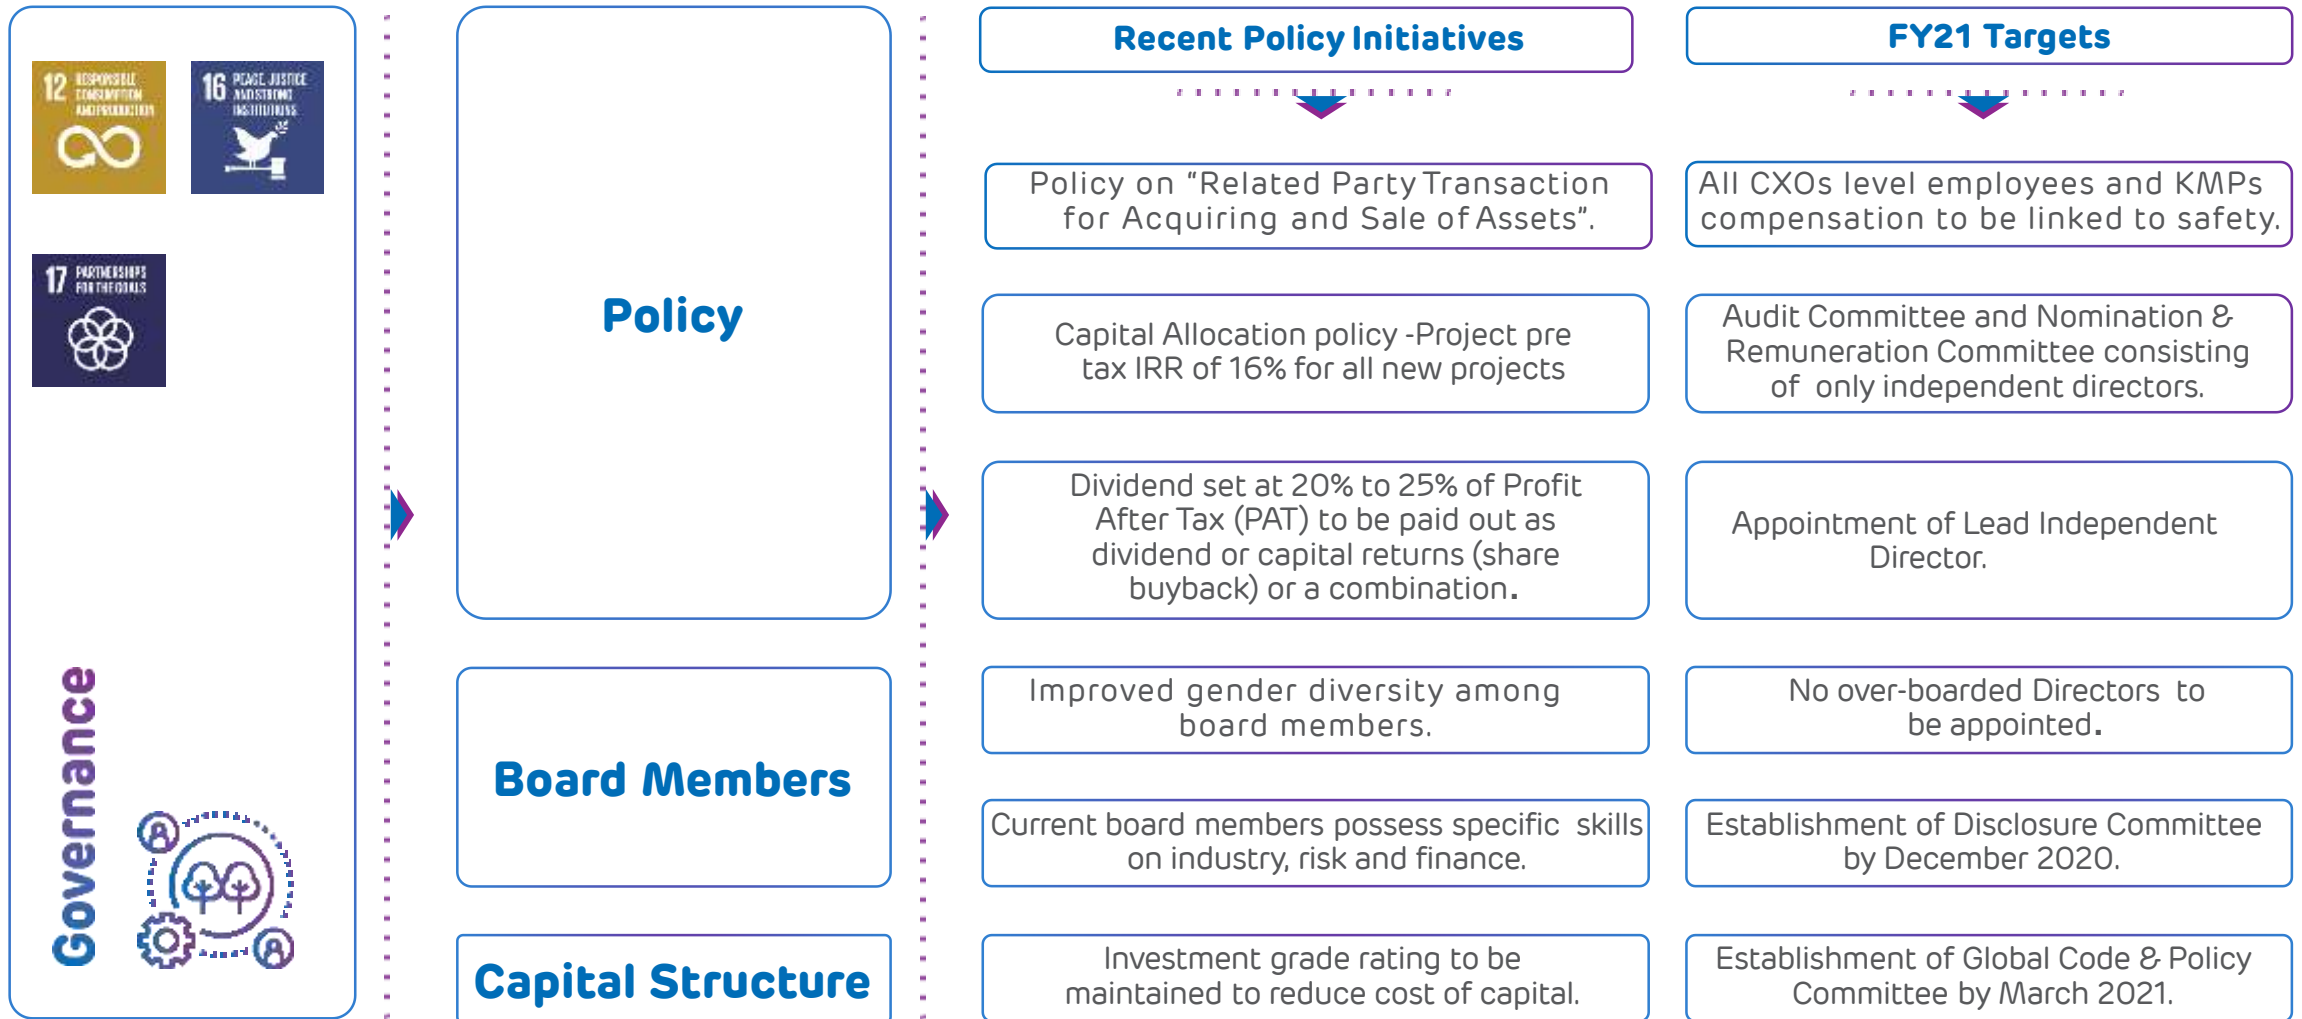 12 RESPONSIBLE
CONSUMPTION
AND PRODUCTION
16 PEACE, JUSTICE
AND STRONG
INSTITUTIONS
17 PARTNERSHIPS
FOR THE GOALS
Governance
Policy
Board Members
Capital Structure
Recent Policy Initiatives
Policy on “Related Party Transaction
for Acquiring and Sale of Assets”.
Capital Allocation policy -Project pre
tax IRR of 16% for all new projects
Dividend set at 20% to 25% of Profit
After Tax (PAT) to be paid out as
dividend or capital returns (share
buyback) or a combination.
Improved gender diversity among
board members.
Current board members possess specific skills
on industry, risk and finance.
Investment grade rating to be
maintained to reduce cost of capital.
FY21 Targets
All CXOs level employees and KMPs
compensation to be linked to safety.
Audit Committee and Nomination &
Remuneration Committee consisting
of only independent directors.
Appointment of Lead Independent
Director.
No over-boarded Directors to
be appointed.
Establishment of Disclosure Committee
by December 2020.
Establishment of Global Code & Policy
Committee by March 2021.